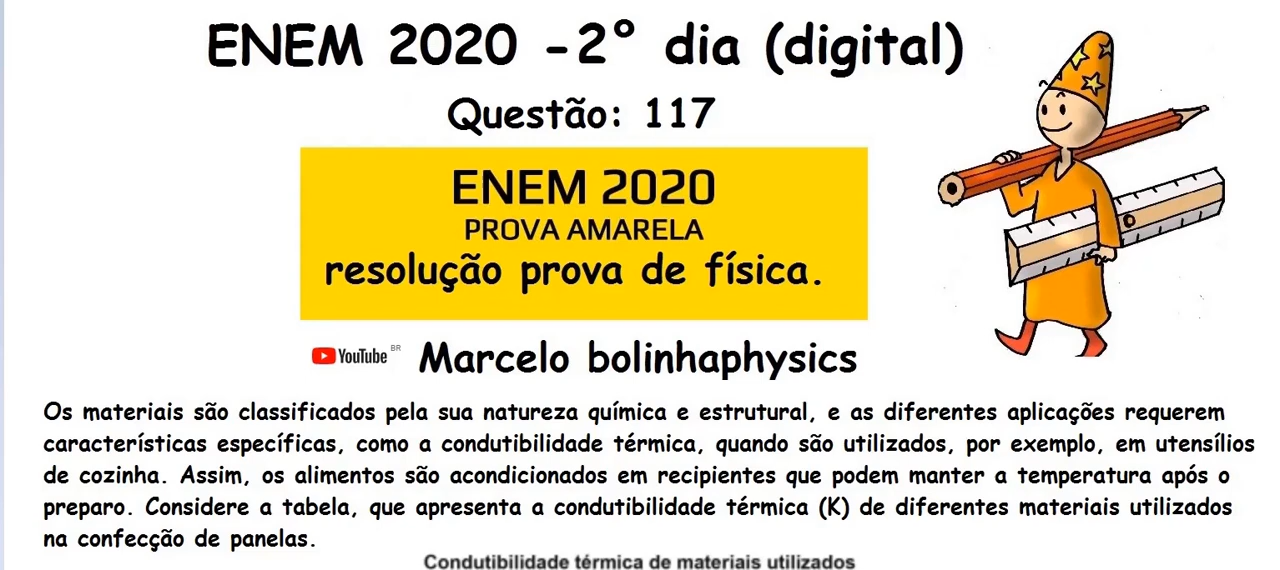 ENEM 2020 -2° dia (digital)
Questão: 117
ENEM 2020
PROVA AMARELA
resolução prova de física.
YouTube BR Marcelo bolinhaphysics
Os materiais são classificados pela sua natureza química e estrutural, e as diferentes aplicações requerem
características específicas, como a condutibilidade térmica, quando são utilizados, por exemplo, em utensílios
de cozinha. Assim, os alimentos são acondicionados em recipientes que podem manter a temperatura após o
preparo. Considere a tabela, que apresenta a condutibilidade térmica (K) de diferentes materiais utilizados
na confecção de panelas.
Condutibilidade térmica de materiais utilizados